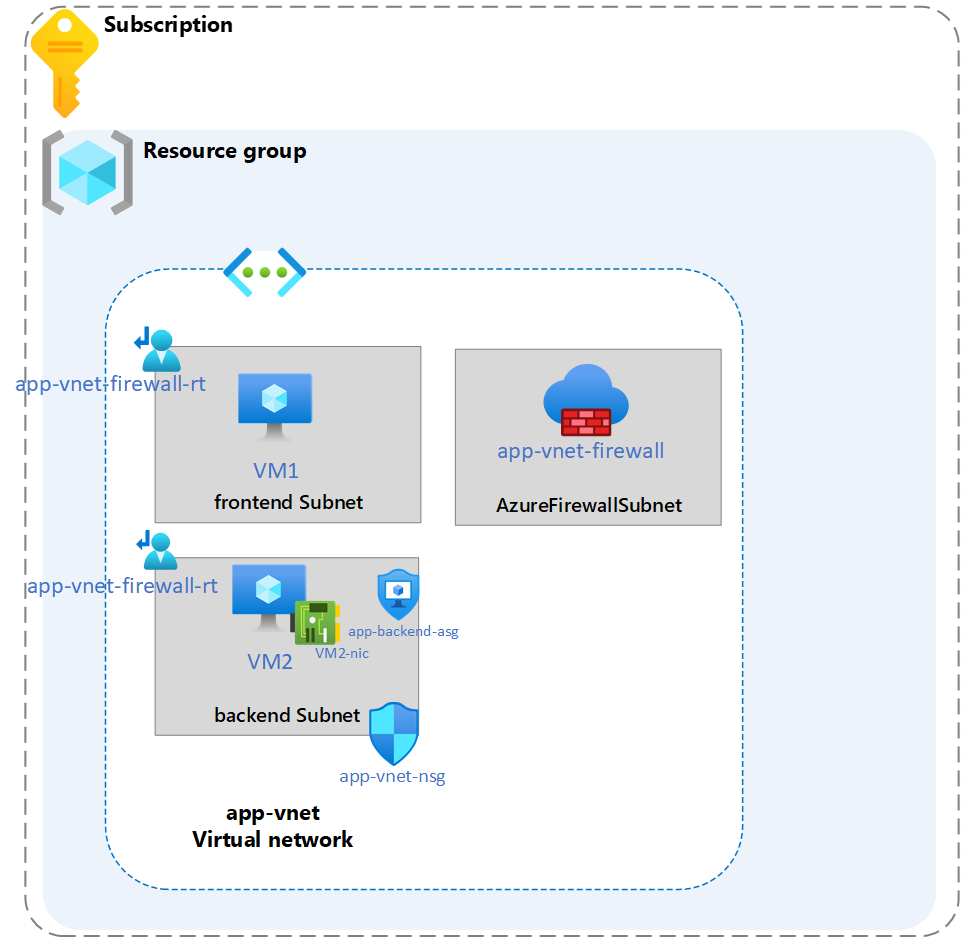 Subscription
Resource group
app-vnet-firewall-rt
VM1
frontend Subnet
app-vnet-firewall
AzureFirewallSubnet
app-vnet-firewall-rt
app-backend-asg
VM2-nic
VM2
backend Subnet
app-vnet-nsg
app-vnet
Virtual network